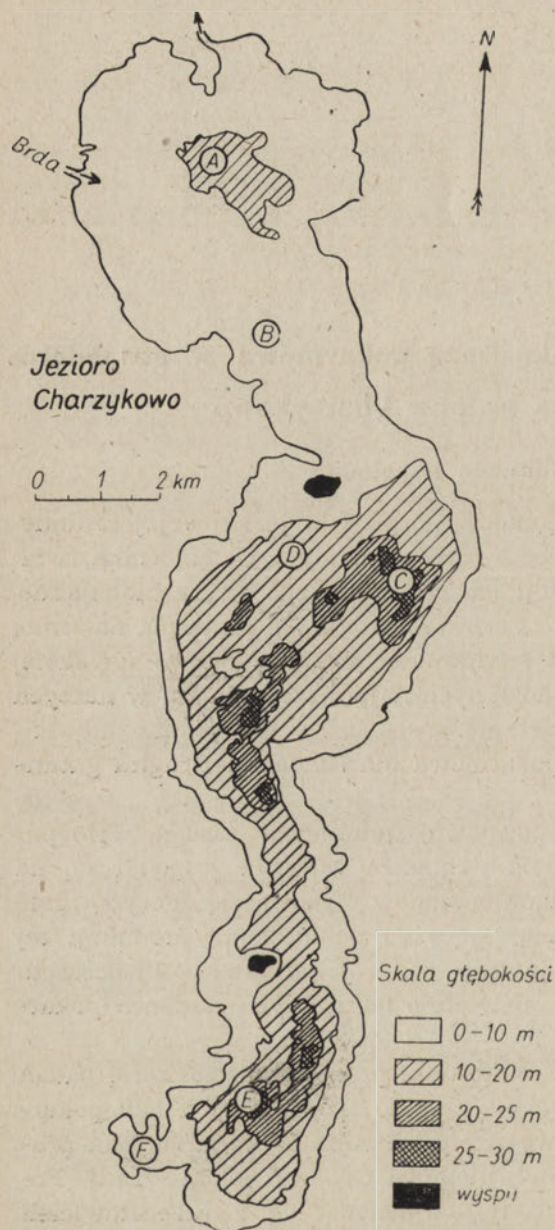 N
A
Brda
B
Jezioro
Charzykowo
0 1 2 km
D
C
E
F
Skala głębokości
0-10 m
10-20 m
20-25 m
25-30 m
wyspy